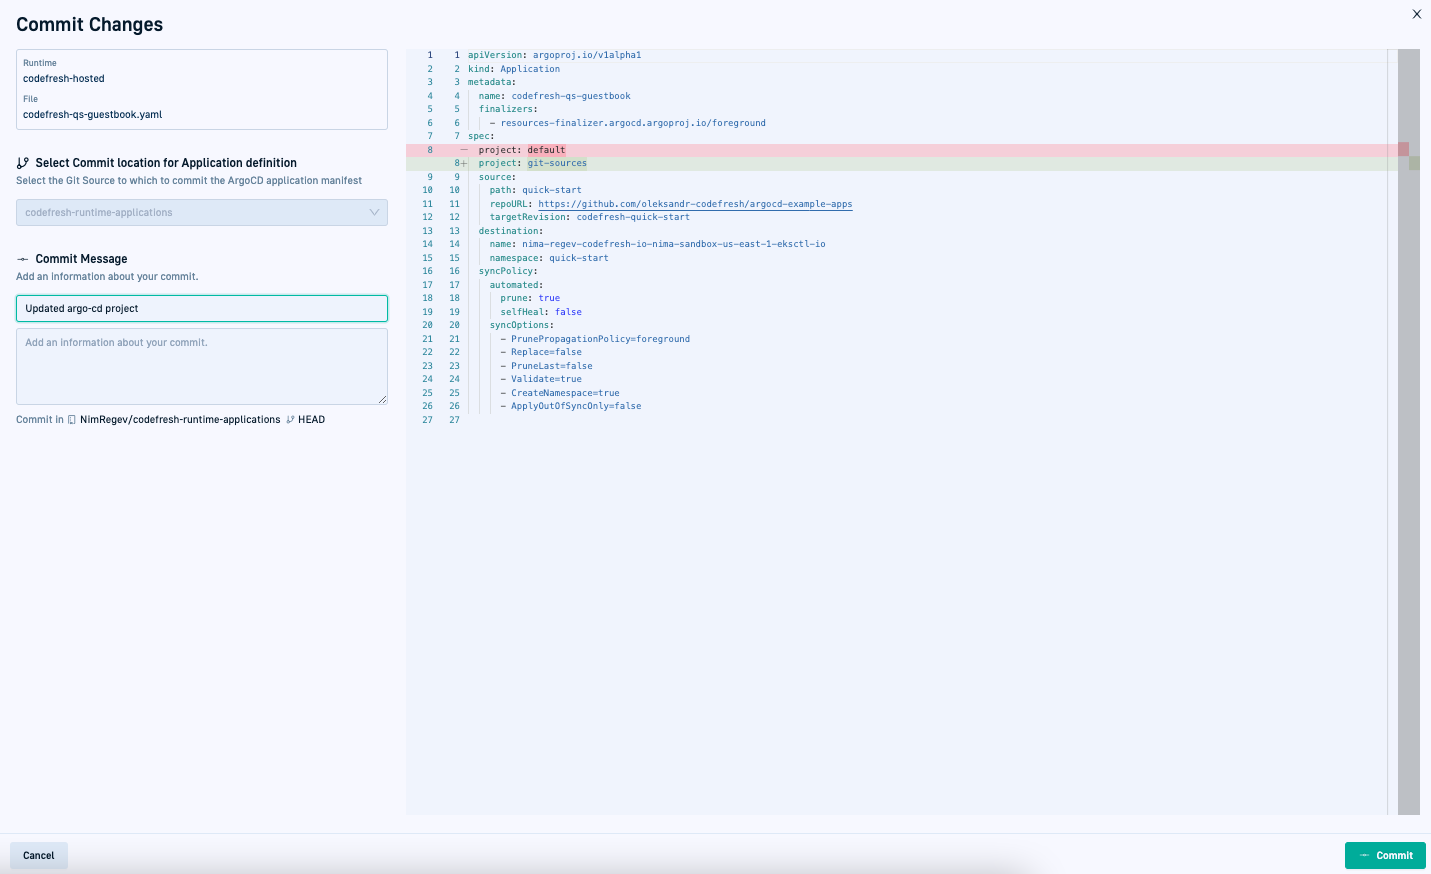 Commit Changes
Runtime
codefresh-hosted
File
codefresh-qs-guestbook.yaml
Select Commit location for Application definition
Select the Git Source to which to commit the ArgoCD application manifest
codefresh-runtime-applications
Commit Message
Add an information about your commit.
Updated argo-cd project
Add an information about your commit.
Commit in NimRegev/codefresh-runtime-applications HEAD
1 1 apiVersion: argoproj.io/v1alpha1
2 2 kind: Application
3 3 metadata:
4 4 name: codefresh-qs-guestbook
5 5 finalizers:
6 6 - resources-finalizer.argocd.argoproj.io/foreground
7 7 spec:
8 - project: default
8+ project: git-sources
9 9 source:
10 10 path: quick-start
11 11 repoURL: https://github.com/oleksandr-codefresh/argocd-example-apps
12 12 targetRevision: codefresh-quick-start
13 13 destination:
14 14 name: nima-regev-codefresh-io-nima-sandbox-us-east-1-eksctl-io
15 15 namespace: quick-start
16 16 syncPolicy:
17 17 automated:
18 18 prune: true
19 19 selfHeal: false
20 20 syncOptions:
21 21 - PrunePropagationPolicy=foreground
22 22 - Replace=false
23 23 - PruneLast=false
24 24 - Validate=true
25 25 - CreateNamespace=true
26 26 - ApplyOutOfSyncOnly=false
27 27
Cancel
Commit